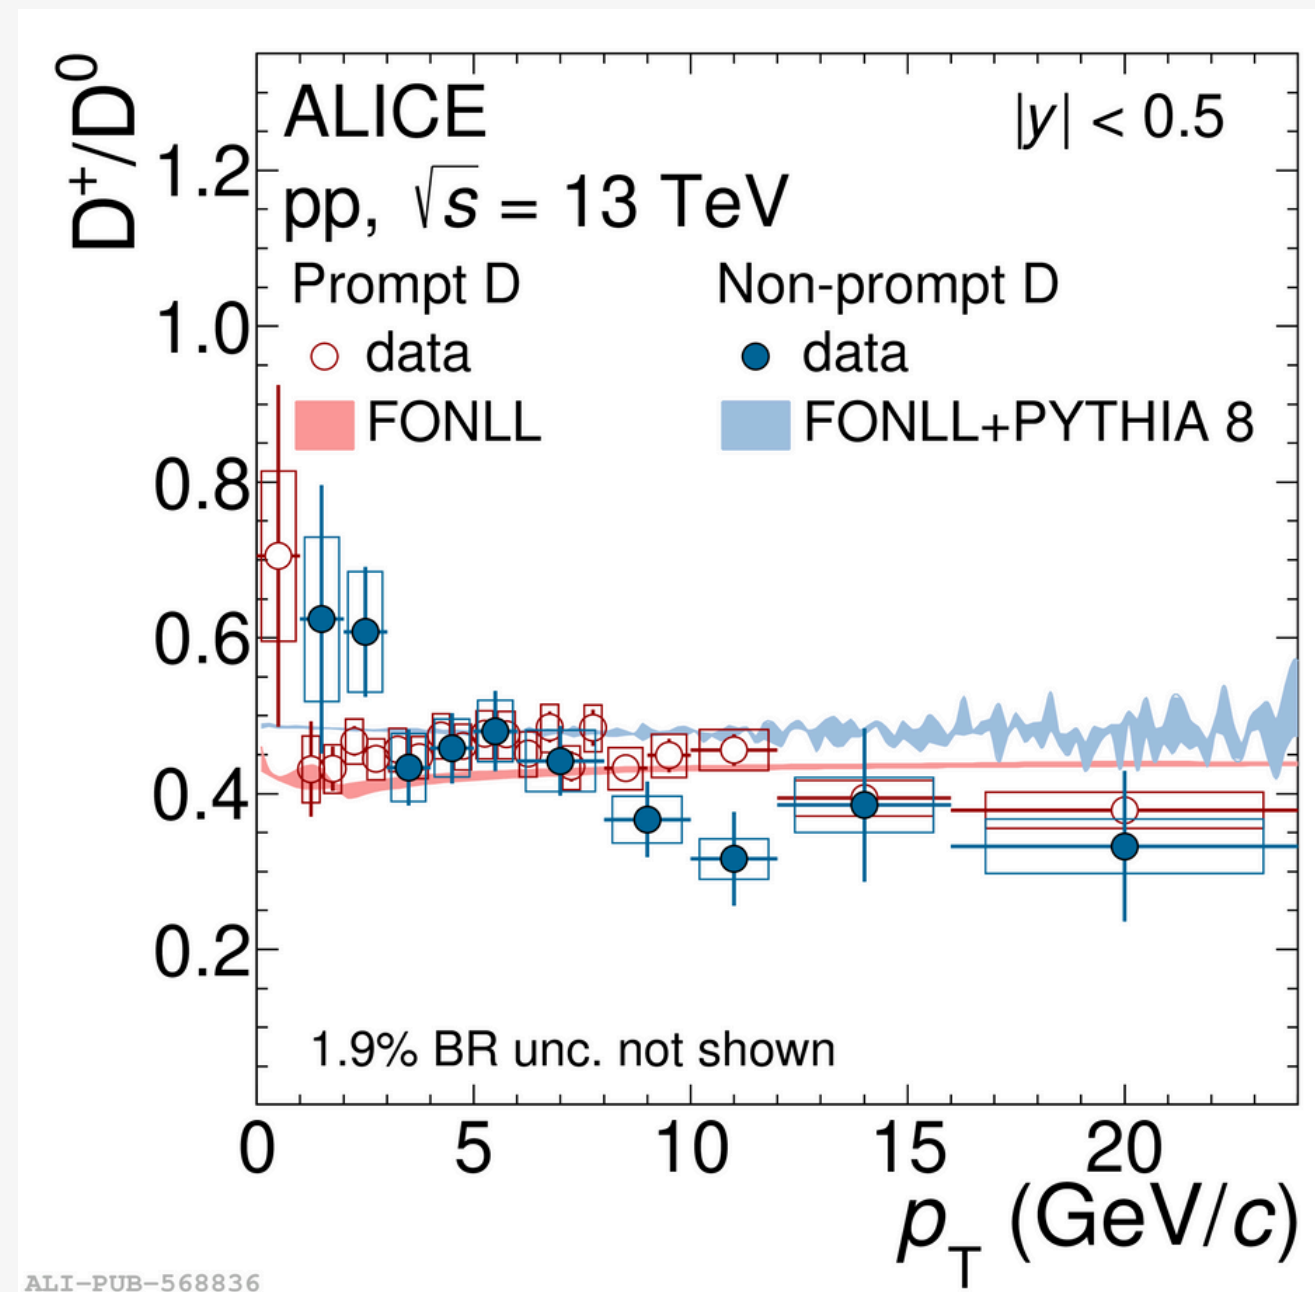 D⁺/D⁰
ALICE
|y| < 0.5
pp, √s = 13 TeV
Prompt D
Non-prompt D
data
data
FONLL
FONLL+PYTHIA 8
1.2
1.0
0.8
0.6
0.4
0.2
1.9% BR unc. not shown
0 5 10 15 20
p_T (GeV/c)
ALI-PUB-568836